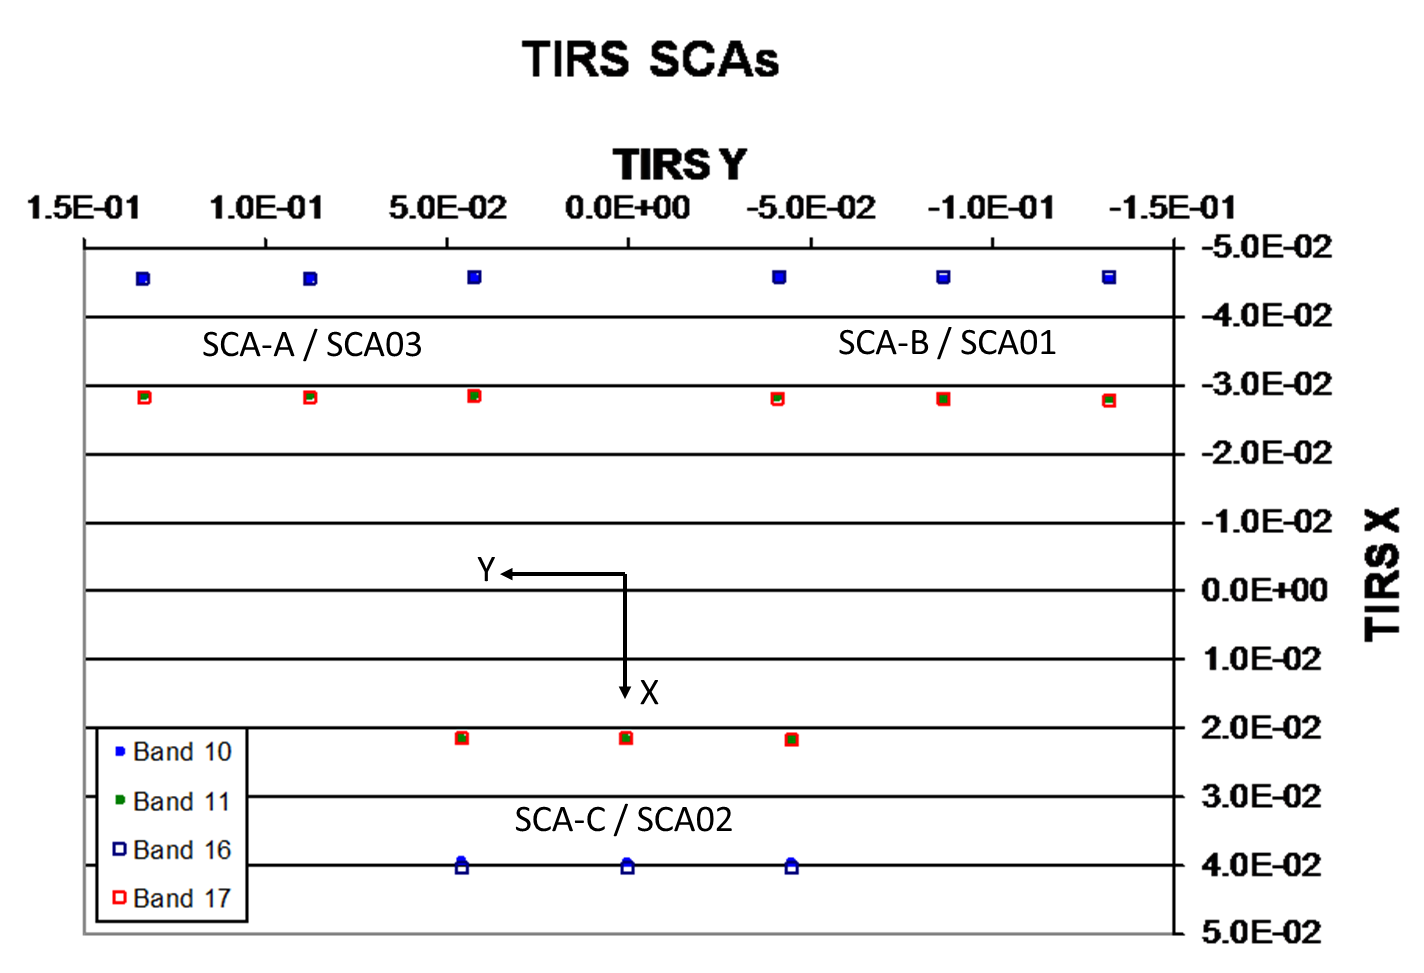 TIRS SCAs
TIRS Y
1.5E-01 1.0E-01 5.0E-02 0.0E+00 -5.0E-02 -1.0E-01 -1.5E-01
-5.0E-02
-4.0E-02
SCA-A / SCA03
SCA-B / SCA01
-3.0E-02
-2.0E-02
-1.0E-02
TIRS X
Y
0.0E+00
1.0E-02
X
2.0E-02
Band 10
Band 11
3.0E-02
SCA-C / SCA02
Band 16
4.0E-02
Band 17
5.0E-02